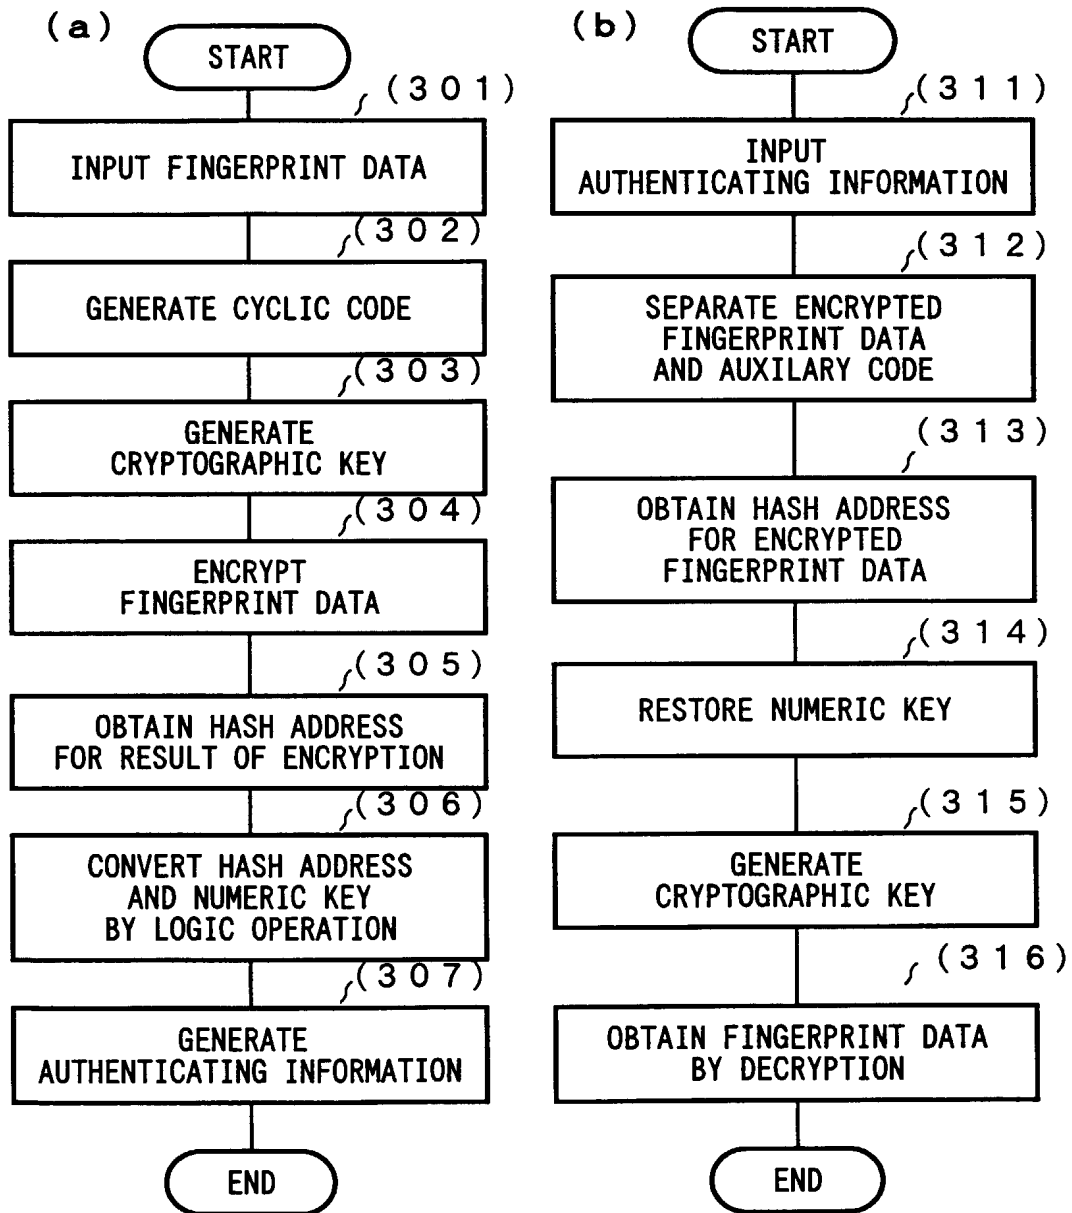 (a)
START
(301)
INPUT FINGERPRINT DATA
(302)
GENERATE CYCLIC CODE
(303)
GENERATE
CRYPTOGRAPHIC KEY
(304)
ENCRYPT
FINGERPRINT DATA
(305)
OBTAIN HASH ADDRESS
FOR RESULT OF ENCRYPTION
(306)
CONVERT HASH ADDRESS
AND NUMERIC KEY
BY LOGIC OPERATION
(307)
GENERATE
AUTHENTICATING INFORMATION
END
(b)
START
(311)
INPUT
AUTHENTICATING INFORMATION
(312)
SEPARATE ENCRYPTED
FINGERPRINT DATA
AND AUXILARY CODE
(313)
OBTAIN HASH ADDRESS
FOR ENCRYPTED
FINGERPRINT DATA
(314)
RESTORE NUMERIC KEY
(315)
GENERATE
CRYPTOGRAPHIC KEY
(316)
OBTAIN FINGERPRINT DATA
BY DECRYPTION
END